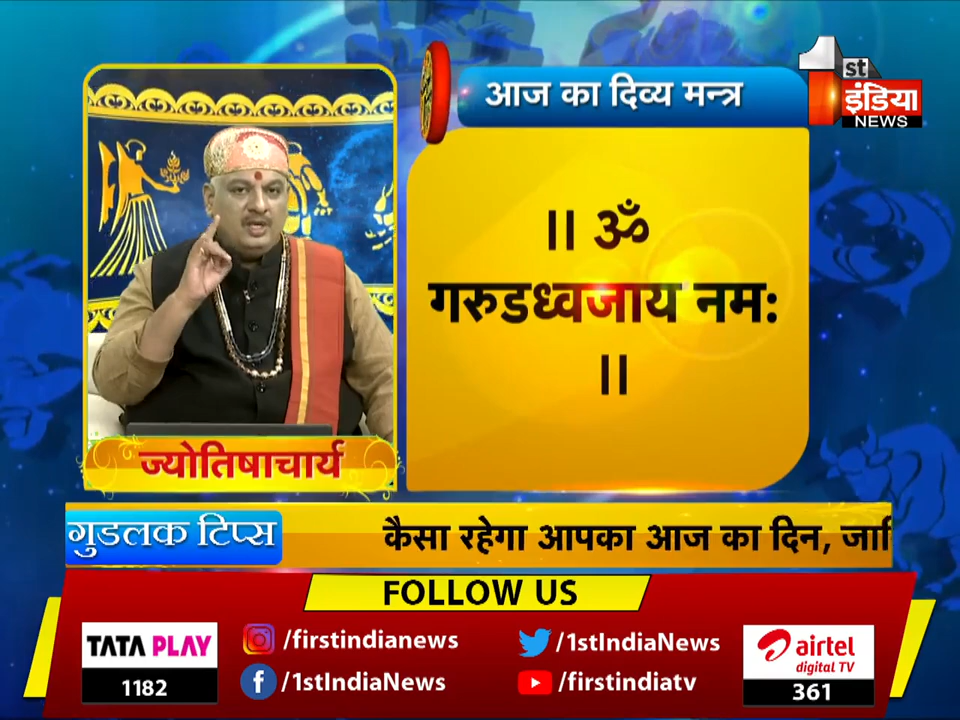 आज का दिव्य मन्त्र
1st
इंडिया
NEWS
॥ ॐ
गरुडध्वजाय नम:
॥
ज्योतिषाचार्य
गुडलक टिप्स
कैसा रहेगा आपका आज का दिन,
FOLLOW US
TATA PLAY
1182
/firstindianews
/1stIndiaNews
/1stIndiaNews
/firstindiatv
airtel
digital TV
361